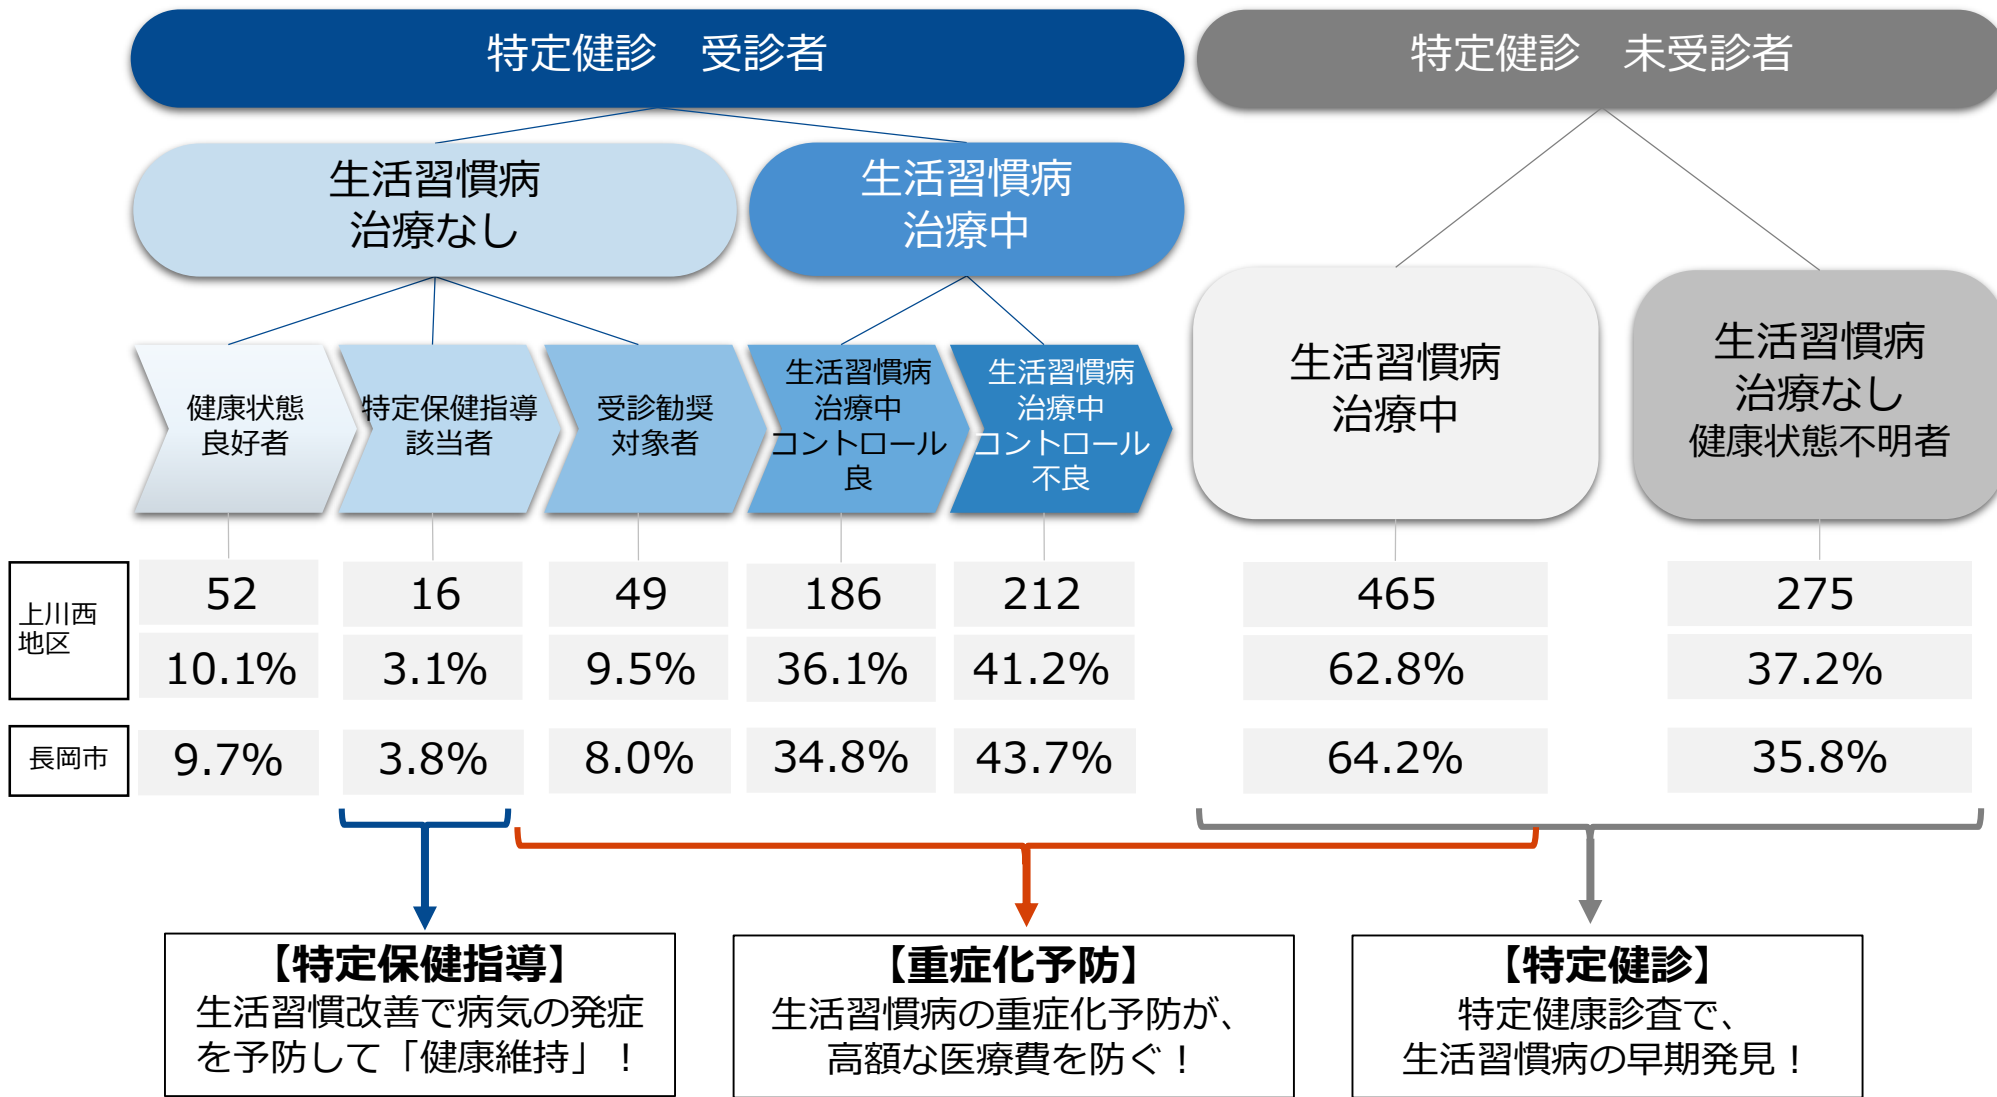 特定健診　受診者
特定健診　未受診者
生活習慣病
治療なし
生活習慣病
治療中
健康状態
良好者
特定保健指導
該当者
受診勧奨
対象者
生活習慣病
治療中
コントロール
良
生活習慣病
治療中
コントロール
不良
生活習慣病
治療中
生活習慣病
治療なし
健康状態不明者
上川西
地区
52
16
49
186
212
465
275
10.1%
3.1%
9.5%
36.1%
41.2%
62.8%
37.2%
長岡市
9.7%
3.8%
8.0%
34.8%
43.7%
64.2%
35.8%
【特定保健指導】
生活習慣改善で病気の発症
を予防して「健康維持」！
【重症化予防】
生活習慣病の重症化予防が、
高額な医療費を防ぐ！
【特定健診】
特定健康診査で、
生活習慣病の早期発見！